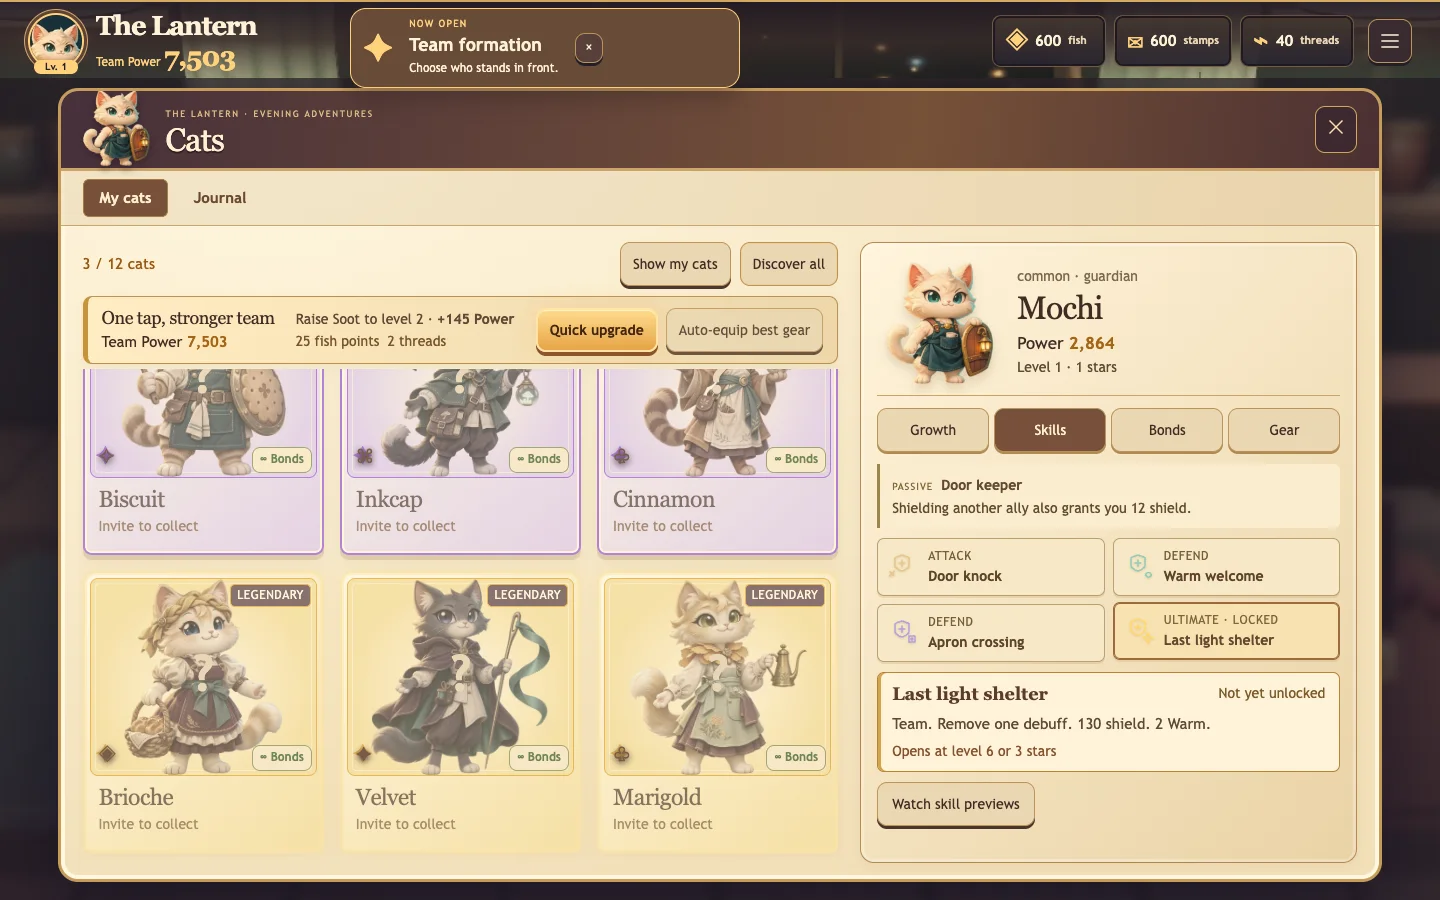 The Lantern
Lv. 1
Team Power 7,503
NOW OPEN
Team formation
Choose who stands in front.
×
600 fish
600 stamps
40 threads
THE LANTERN · EVENING ADVENTURES
Cats
My cats
Journal
3 / 12 cats
Show my cats
Discover all
One tap, stronger team
Team Power 7,503
Raise Soot to level 2 · +145 Power
25 fish points 2 threads
Quick upgrade
Auto-equip best gear
?
?
?
∞ Bonds
∞ Bonds
∞ Bonds
Biscuit
Invite to collect
Inkcap
Invite to collect
Cinnamon
Invite to collect
LEGENDARY
LEGENDARY
LEGENDARY
?
?
?
∞ Bonds
∞ Bonds
∞ Bonds
Brioche
Invite to collect
Velvet
Invite to collect
Marigold
Invite to collect
common · guardian
Mochi
Power 2,864
Level 1 · 1 stars
Growth
Skills
Bonds
Gear
PASSIVE Door keeper
Shielding another ally also grants you 12 shield.
ATTACK
Door knock
DEFEND
Warm welcome
DEFEND
Apron crossing
ULTIMATE · LOCKED
Last light shelter
Last light shelter
Not yet unlocked
Team. Remove one debuff. 130 shield. 2 Warm.
Opens at level 6 or 3 stars
Watch skill previews